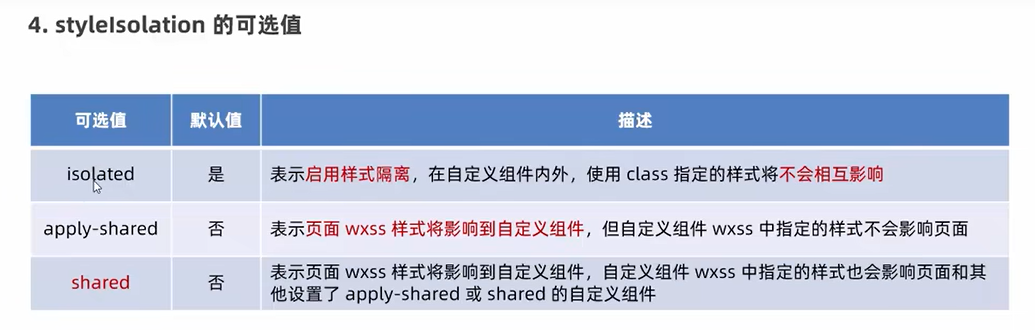 4. styleIsolation 的可选值
可选值 默认值 描述
isolated 是 表示启用样式隔离，在自定义组件内外，使用 class 指定的样式将不会相互影响
apply-shared 否 表示页面 wxss 样式将影响到自定义组件，但自定义组件 wxss 中指定的样式不会影响页面
shared 否 表示页面 wxss 样式将影响到自定义组件，自定义组件 wxss 中指定的样式也会影响页面和其
他设置了 apply-shared 或 shared 的自定义组件